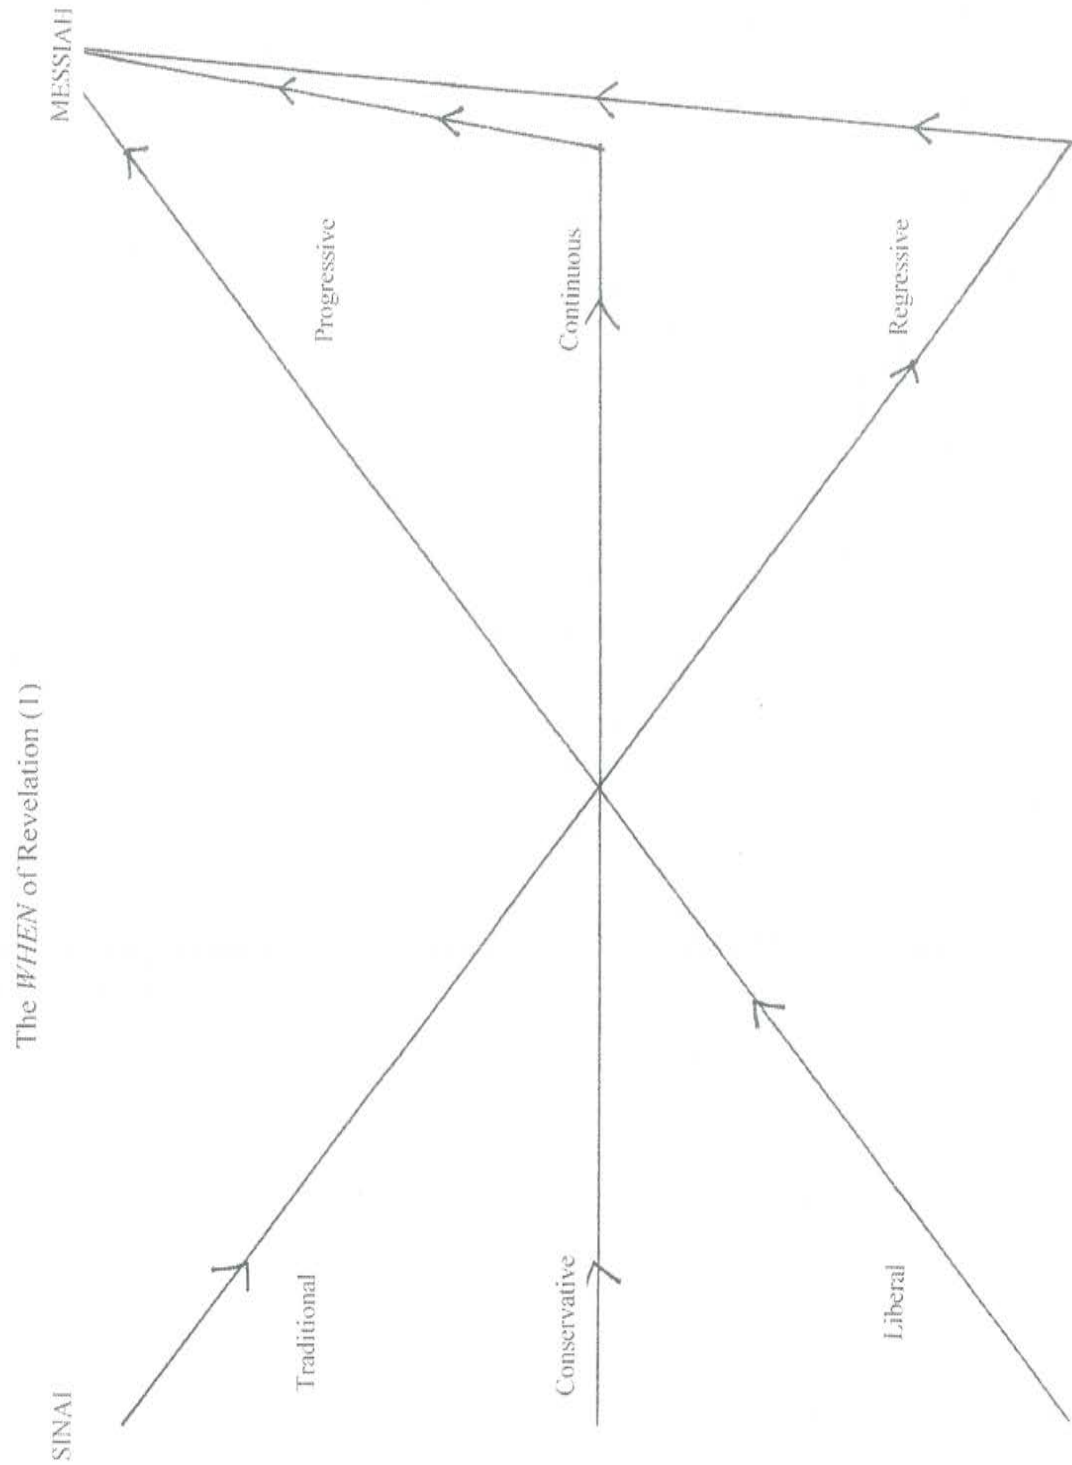 The WHEN of Revelation (1)
SINAI
MESSIAH
Traditional
Progressive
Conservative
Continuous
Liberal
Regressive